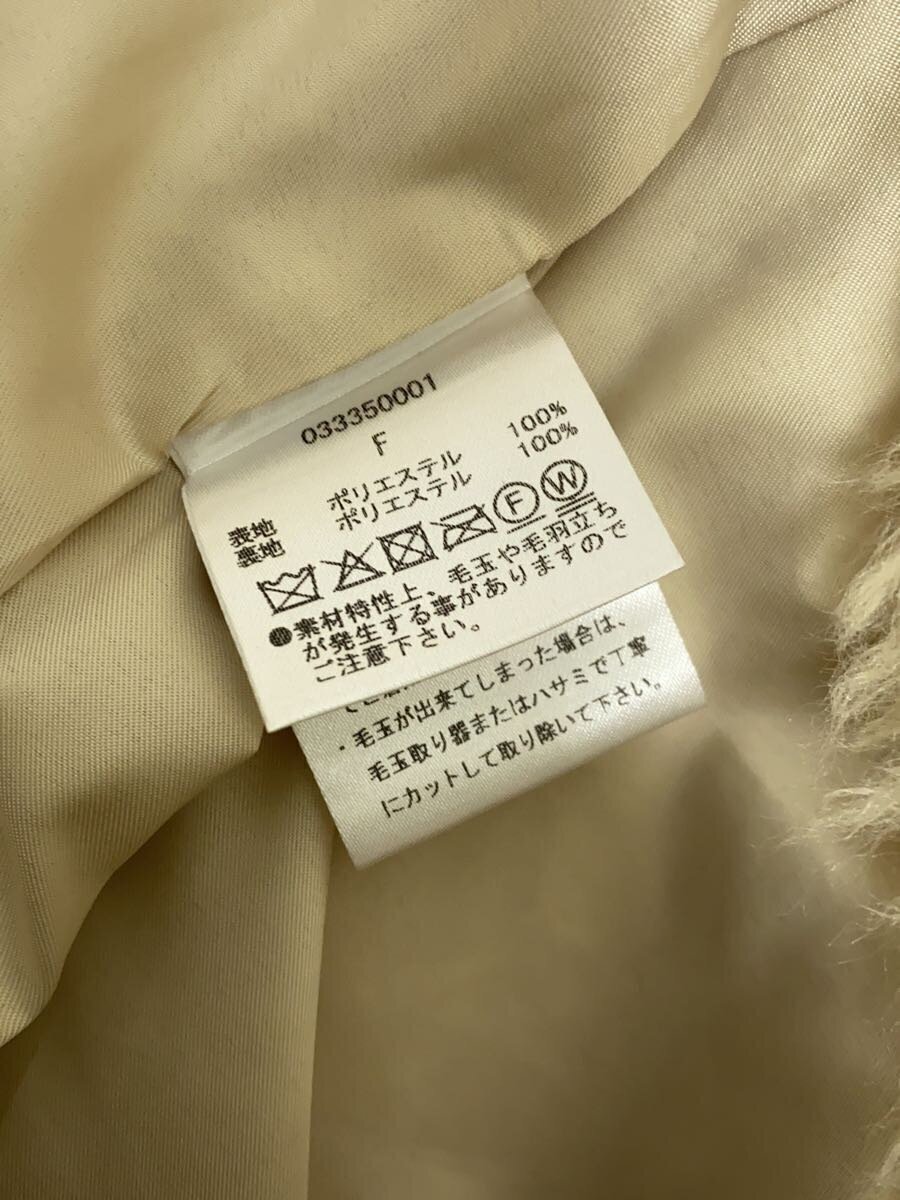 033350001
F
表地 ポリエステル 100%
裏地 ポリエステル 100%
F W
●素材特性上、毛玉や毛羽立ち
が発生する事がありますので
ご注意下さい。
・毛玉が出来てしまった場合は、
毛玉取り器またはハサミで丁寧
にカットして取り除いて下さい。